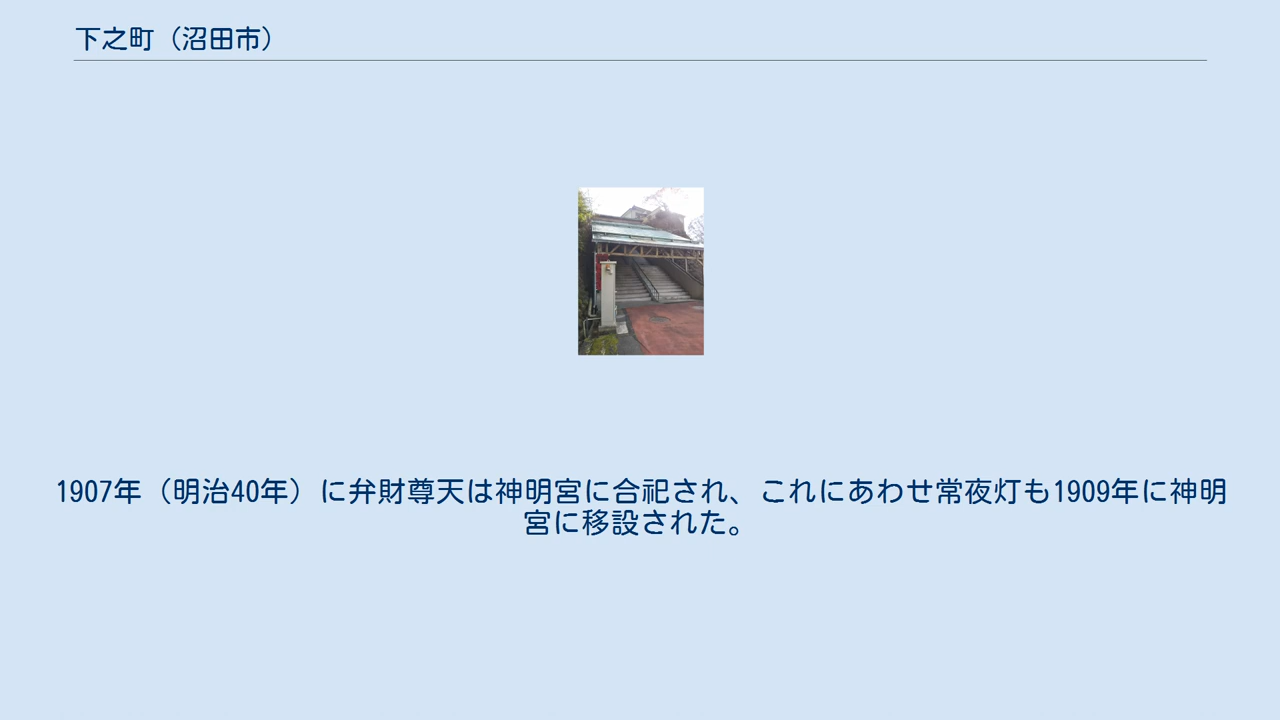 下之町（沼田市）
1907年（明治40年）に弁財尊天は神明宮に合祀され、これにあわせ常夜灯も1909年に神明
宮に移設された。